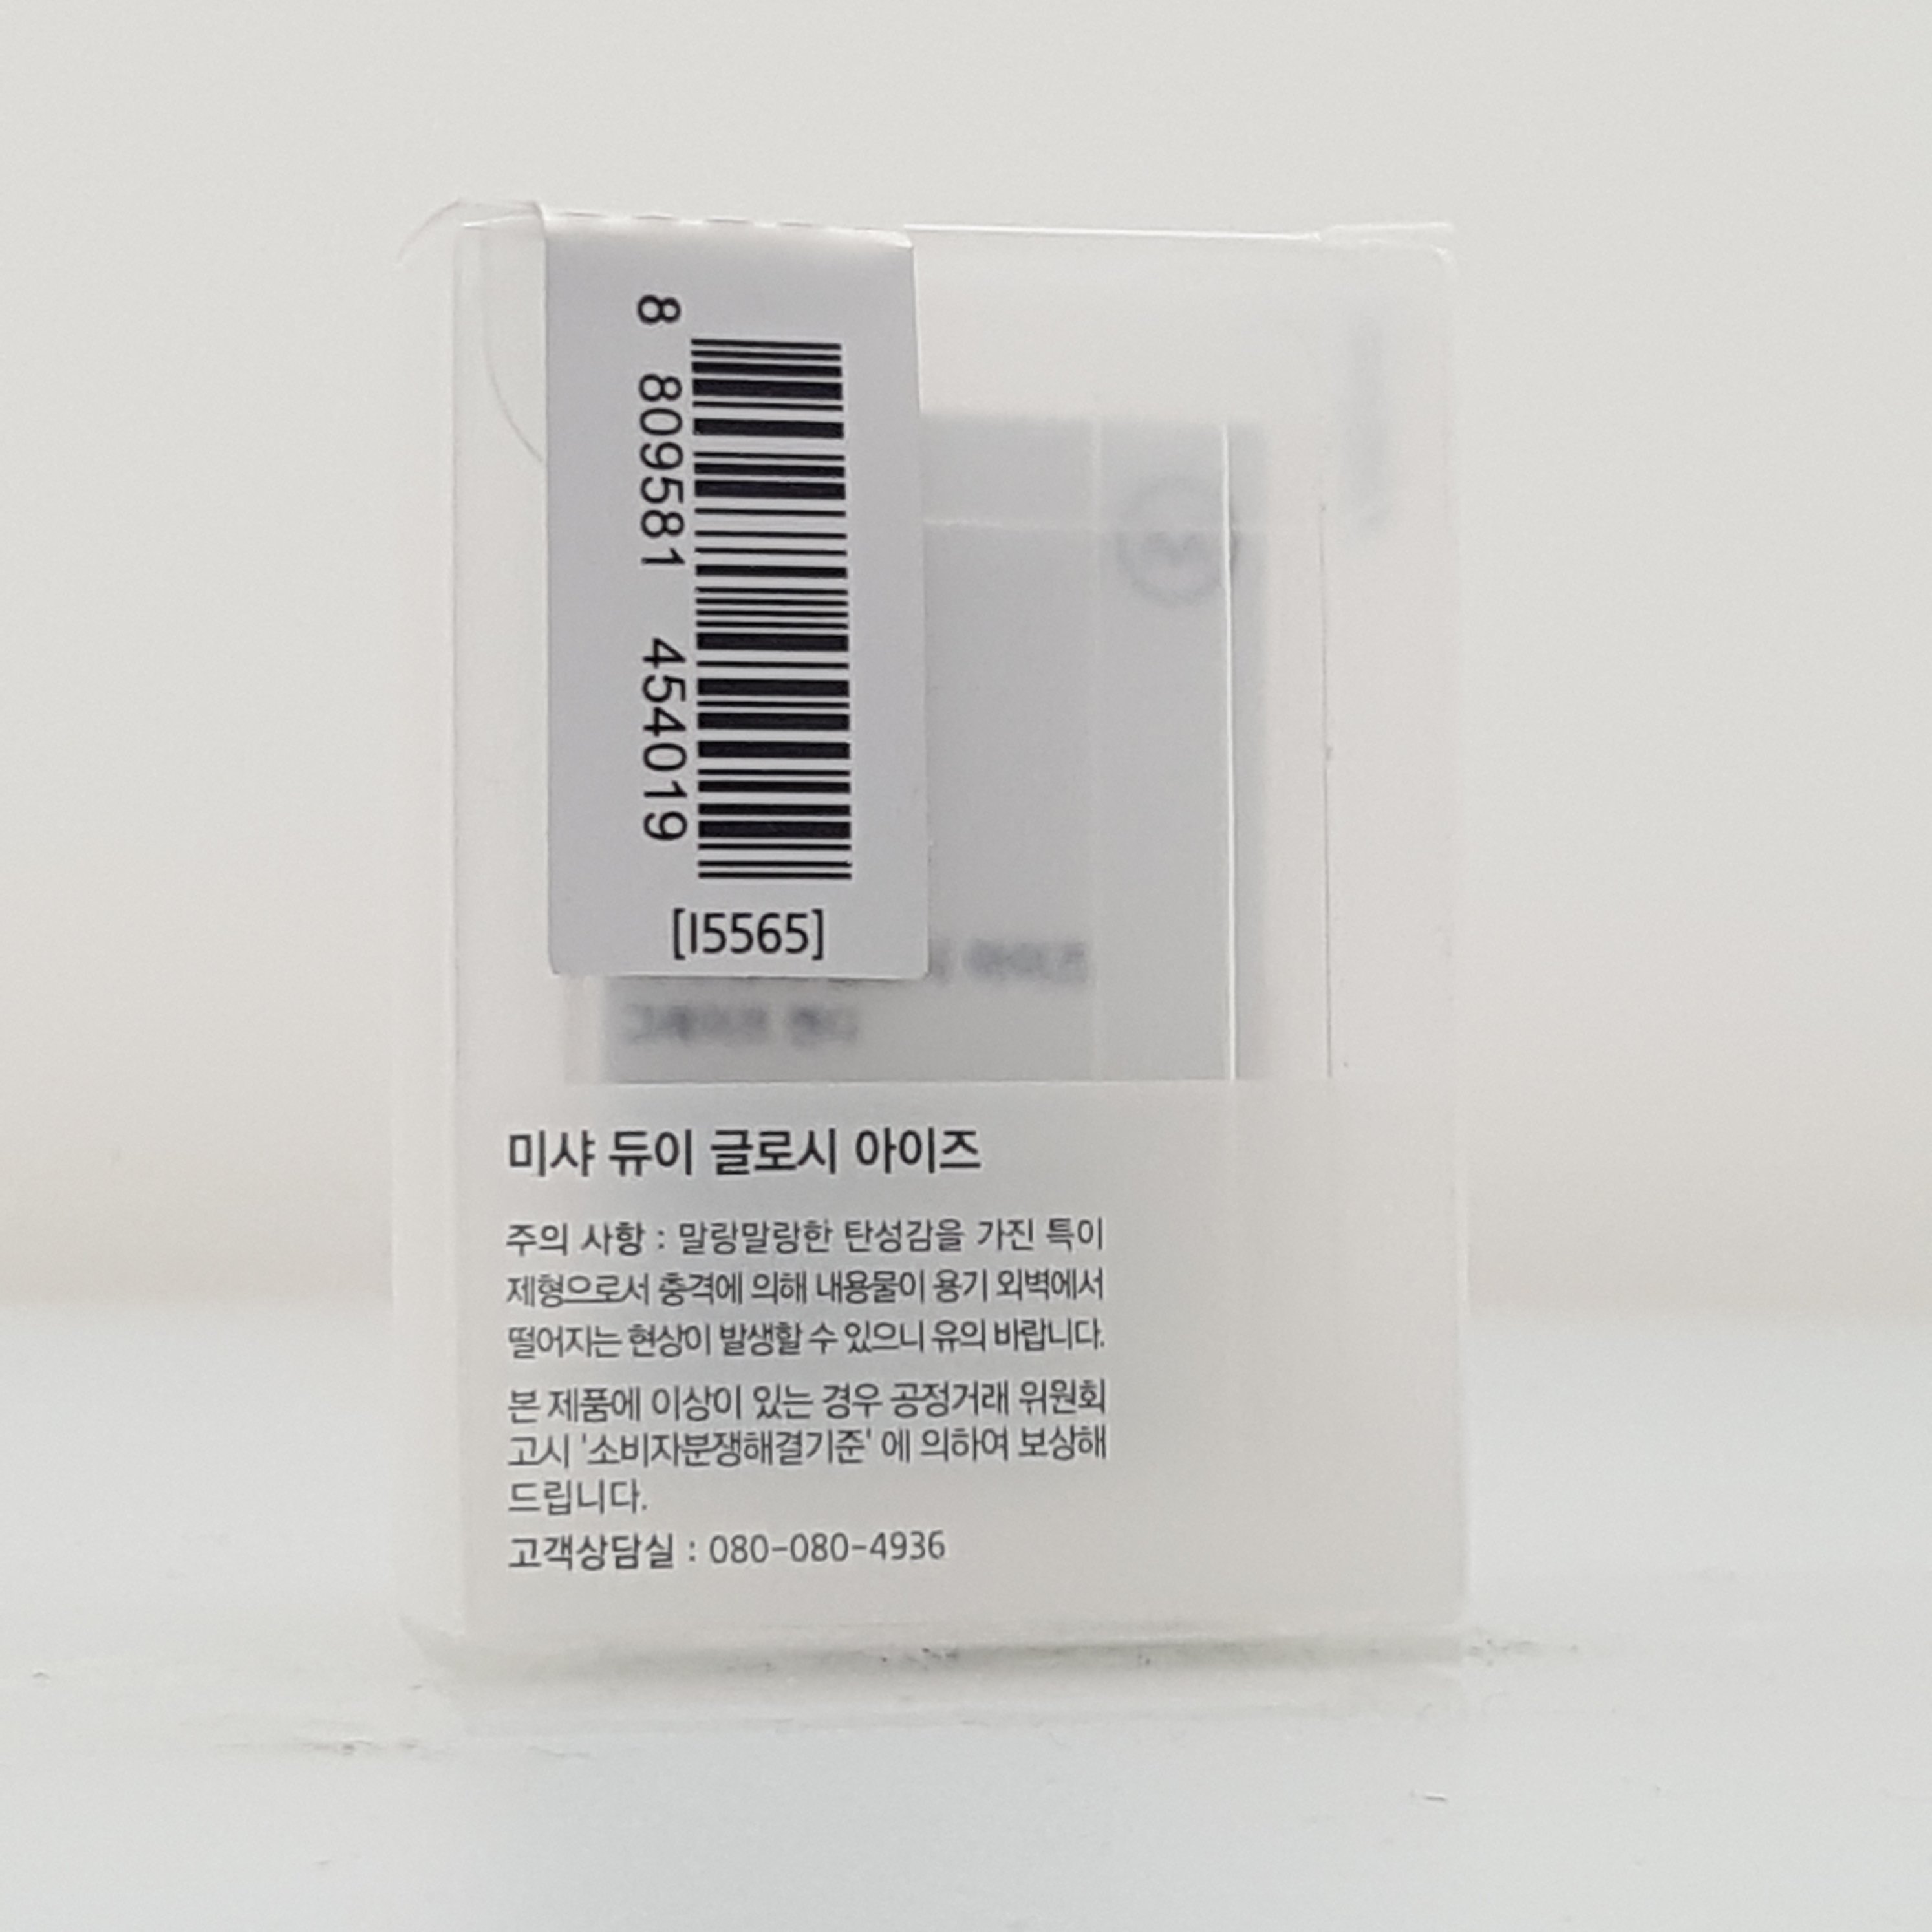 8 809581 454019
[I5565]
아이즈
미샤 듀이 글로시 아이즈
주의 사항 : 말랑말랑한 탄성감을 가진 특이
제형으로서 충격에 의해 내용물이 용기 외벽에서
떨어지는 현상이 발생할 수 있으니 유의 바랍니다.
본 제품에 이상이 있는 경우 공정거래 위원회
고시 '소비자분쟁해결기준' 에 의하여 보상해
드립니다.
고객상담실 : 080-080-4936